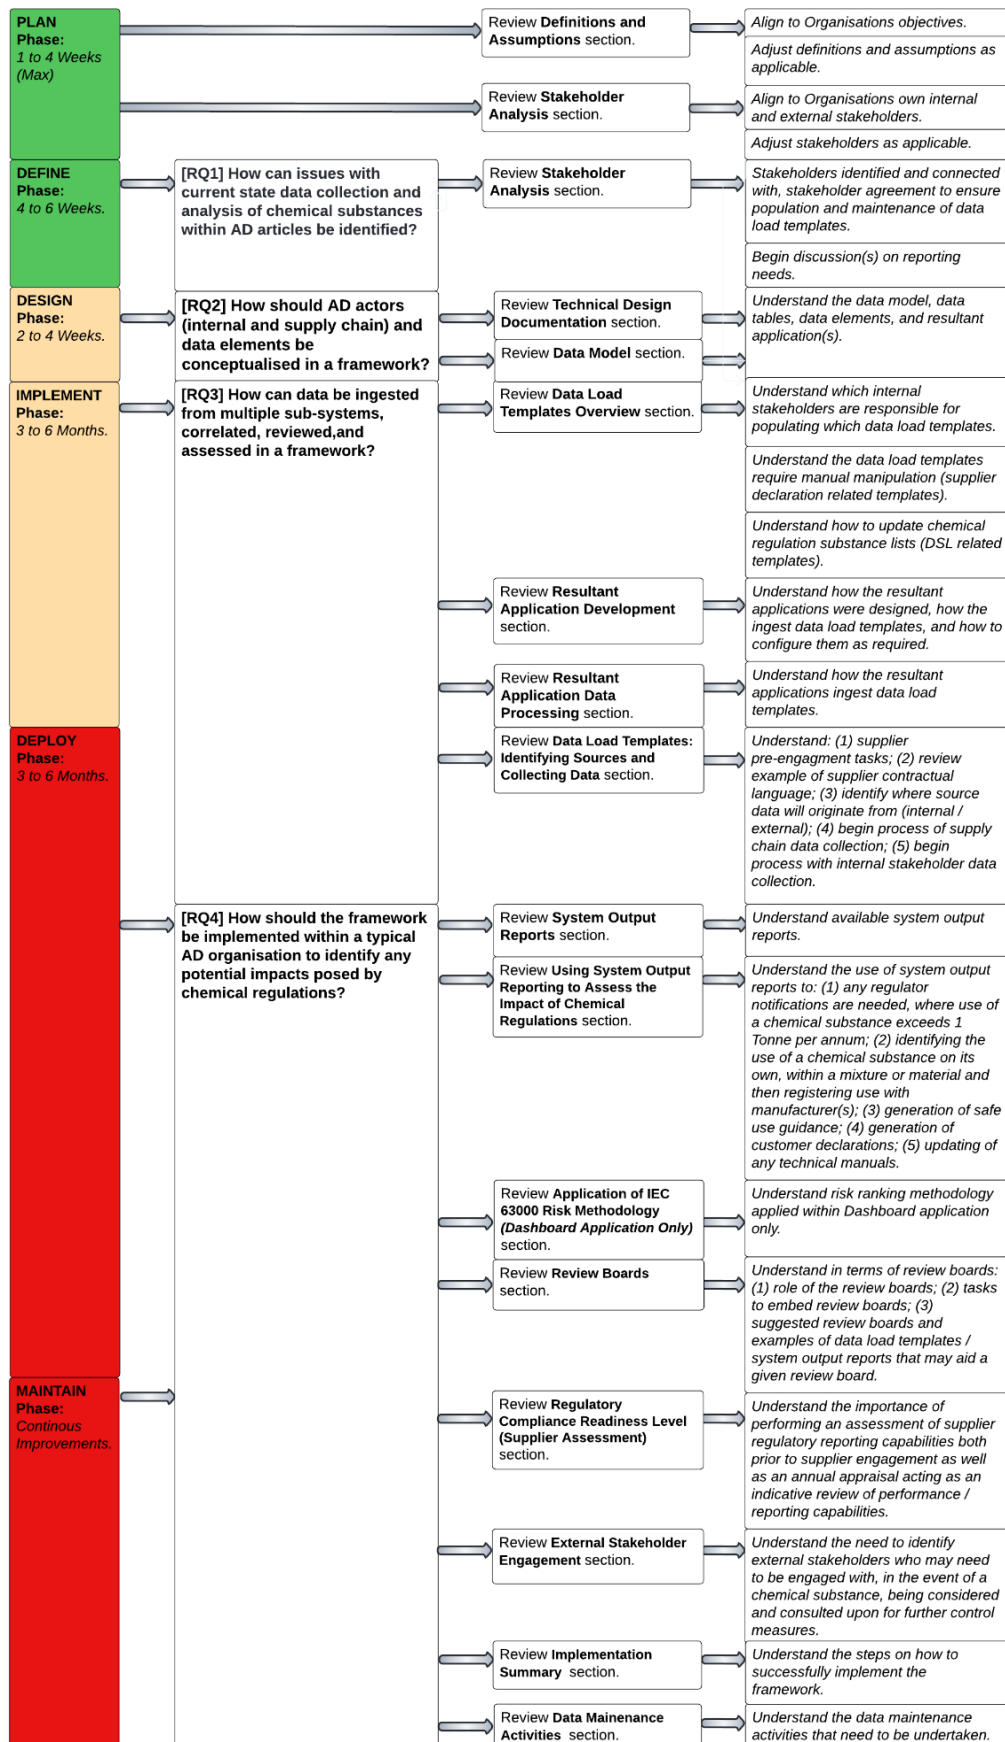 PLAN
Phase:
1 to 4 Weeks
(Max)
Review Definitions and
Assumptions section.
Align to Organisations objectives.
Adjust definitions and assumptions as
applicable.
Review Stakeholder
Analysis section.
Align to Organisations own internal
and external stakeholders.
Adjust stakeholders as applicable.
DEFINE
Phase:
4 to 6 Weeks.
[RQ1] How can issues with
current state data collection and
analysis of chemical substances
within AD articles be identified?
Review Stakeholder
Analysis section.
Stakeholders identified and connected
with, stakeholder agreement to ensure
population and maintenance of data
load templates.
Begin discussion(s) on reporting
needs.
DESIGN
Phase:
2 to 4 Weeks.
[RQ2] How should AD actors
(internal and supply chain) and
data elements be
conceptualised in a framework?
Review Technical Design
Documentation section.
Review Data Model section.
Understand the data model, data
tables, data elements, and resultant
application(s).
IMPLEMENT
Phase:
3 to 6 Months.
[RQ3] How can data be ingested
from multiple sub-systems,
correlated, reviewed,and
assessed in a framework?
Review Data Load
Templates Overview section.
Understand which internal
stakeholders are responsible for
populating which data load templates.
Understand the data load templates
require manual manipulation (supplier
declaration related templates).
Understand how to update chemical
regulation substance lists (DSL related
templates).
Review Resultant
Application Development
section.
Understand how the resultant
applications were designed, how the
ingest data load templates, and how to
configure them as required.
Review Resultant
Application Data
Processing section.
Understand how the resultant
applications ingest data load
templates.
DEPLOY
Phase:
3 to 6 Months.
Review Data Load Templates:
Identifying Sources and
Collecting Data section.
Understand: (1) supplier
pre-engagment tasks; (2) review
example of supplier contractual
language; (3) identify where source
data will originate from (internal /
external); (4) begin process of supply
chain data collection; (5) begin
process with internal stakeholder data
collection.
[RQ4] How should the framework
be implemented within a typical
AD organisation to identify any
potential impacts posed by
chemical regulations?
Review System Output
Reports section.
Understand available system output
reports.
Review Using System Output
Reporting to Assess the
Impact of Chemical
Regulations section.
Understand the use of system output
reports to: (1) any regulator
notifications are needed, where use of
a chemical substance exceeds 1
Tonne per annum; (2) identifying the
use of a chemical substance on its
own, within a mixture or material and
then registering use with
manufacturer(s); (3) generation of safe
use guidance; (4) generation of
customer declarations; (5) updating of
any technical manuals.
Review Application of IEC
63000 Risk Methodology
(Dashboard Application Only)
section.
Understand risk ranking methodology
applied within Dashboard application
only.
Review Review Boards
section.
Understand in terms of review boards:
(1) role of the review boards; (2) tasks
to embed review boards; (3)
suggested review boards and
examples of data load templates /
system output reports that may aid a
given review board.
MAINTAIN
Phase:
Continous
Improvements.
Review Regulatory
Compliance Readiness Level
(Supplier Assessment)
section.
Understand the importance of
performing an assessment of supplier
regulatory reporting capabilities both
prior to supplier engagement as well
as an annual appraisal acting as an
indicative review of performance /
reporting capabilities.
Review External Stakeholder
Engagement section.
Understand the need to identify
external stakeholders who may need
to be engaged with, in the event of a
chemical substance, being considered
and consulted upon for further control
measures.
Review Implementation
Summary section.
Understand the steps on how to
successfully implement the
framework.
Review Data Mainenance
Activities section.
Understand the data maintenance
activities that need to be undertaken.